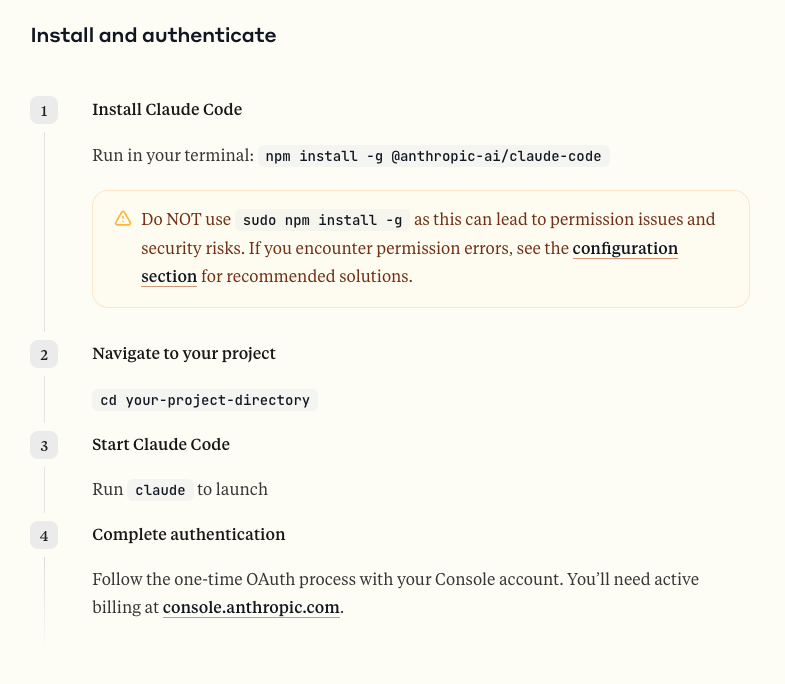 Install and authenticate
1
Install Claude Code
Run in your terminal: npm install -g @anthropic-ai/claude-code
Do NOT use sudo npm install -g as this can lead to permission issues and
security risks. If you encounter permission errors, see the configuration
section for recommended solutions.
2
Navigate to your project
cd your-project-directory
3
Start Claude Code
Run claude to launch
4
Complete authentication
Follow the one-time OAuth process with your Console account. You’ll need active
billing at console.anthropic.com.